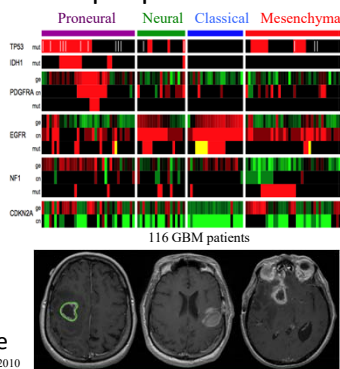 Proneural Neural Classical Mesenchyma
TP53 mut
IDH1 mut
ge
PDGFRA cn
mut
ge
EGFR cn
mut
ge
NF1 cn
mut
CDKN2A ge
cn
116 GBM patients
e
2010